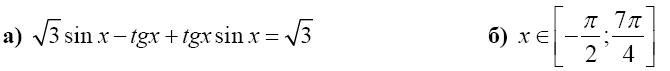 а) √3 sin x − tgx + tgx sin x = √3 б) x ∈ [−π/2; 7π/4]